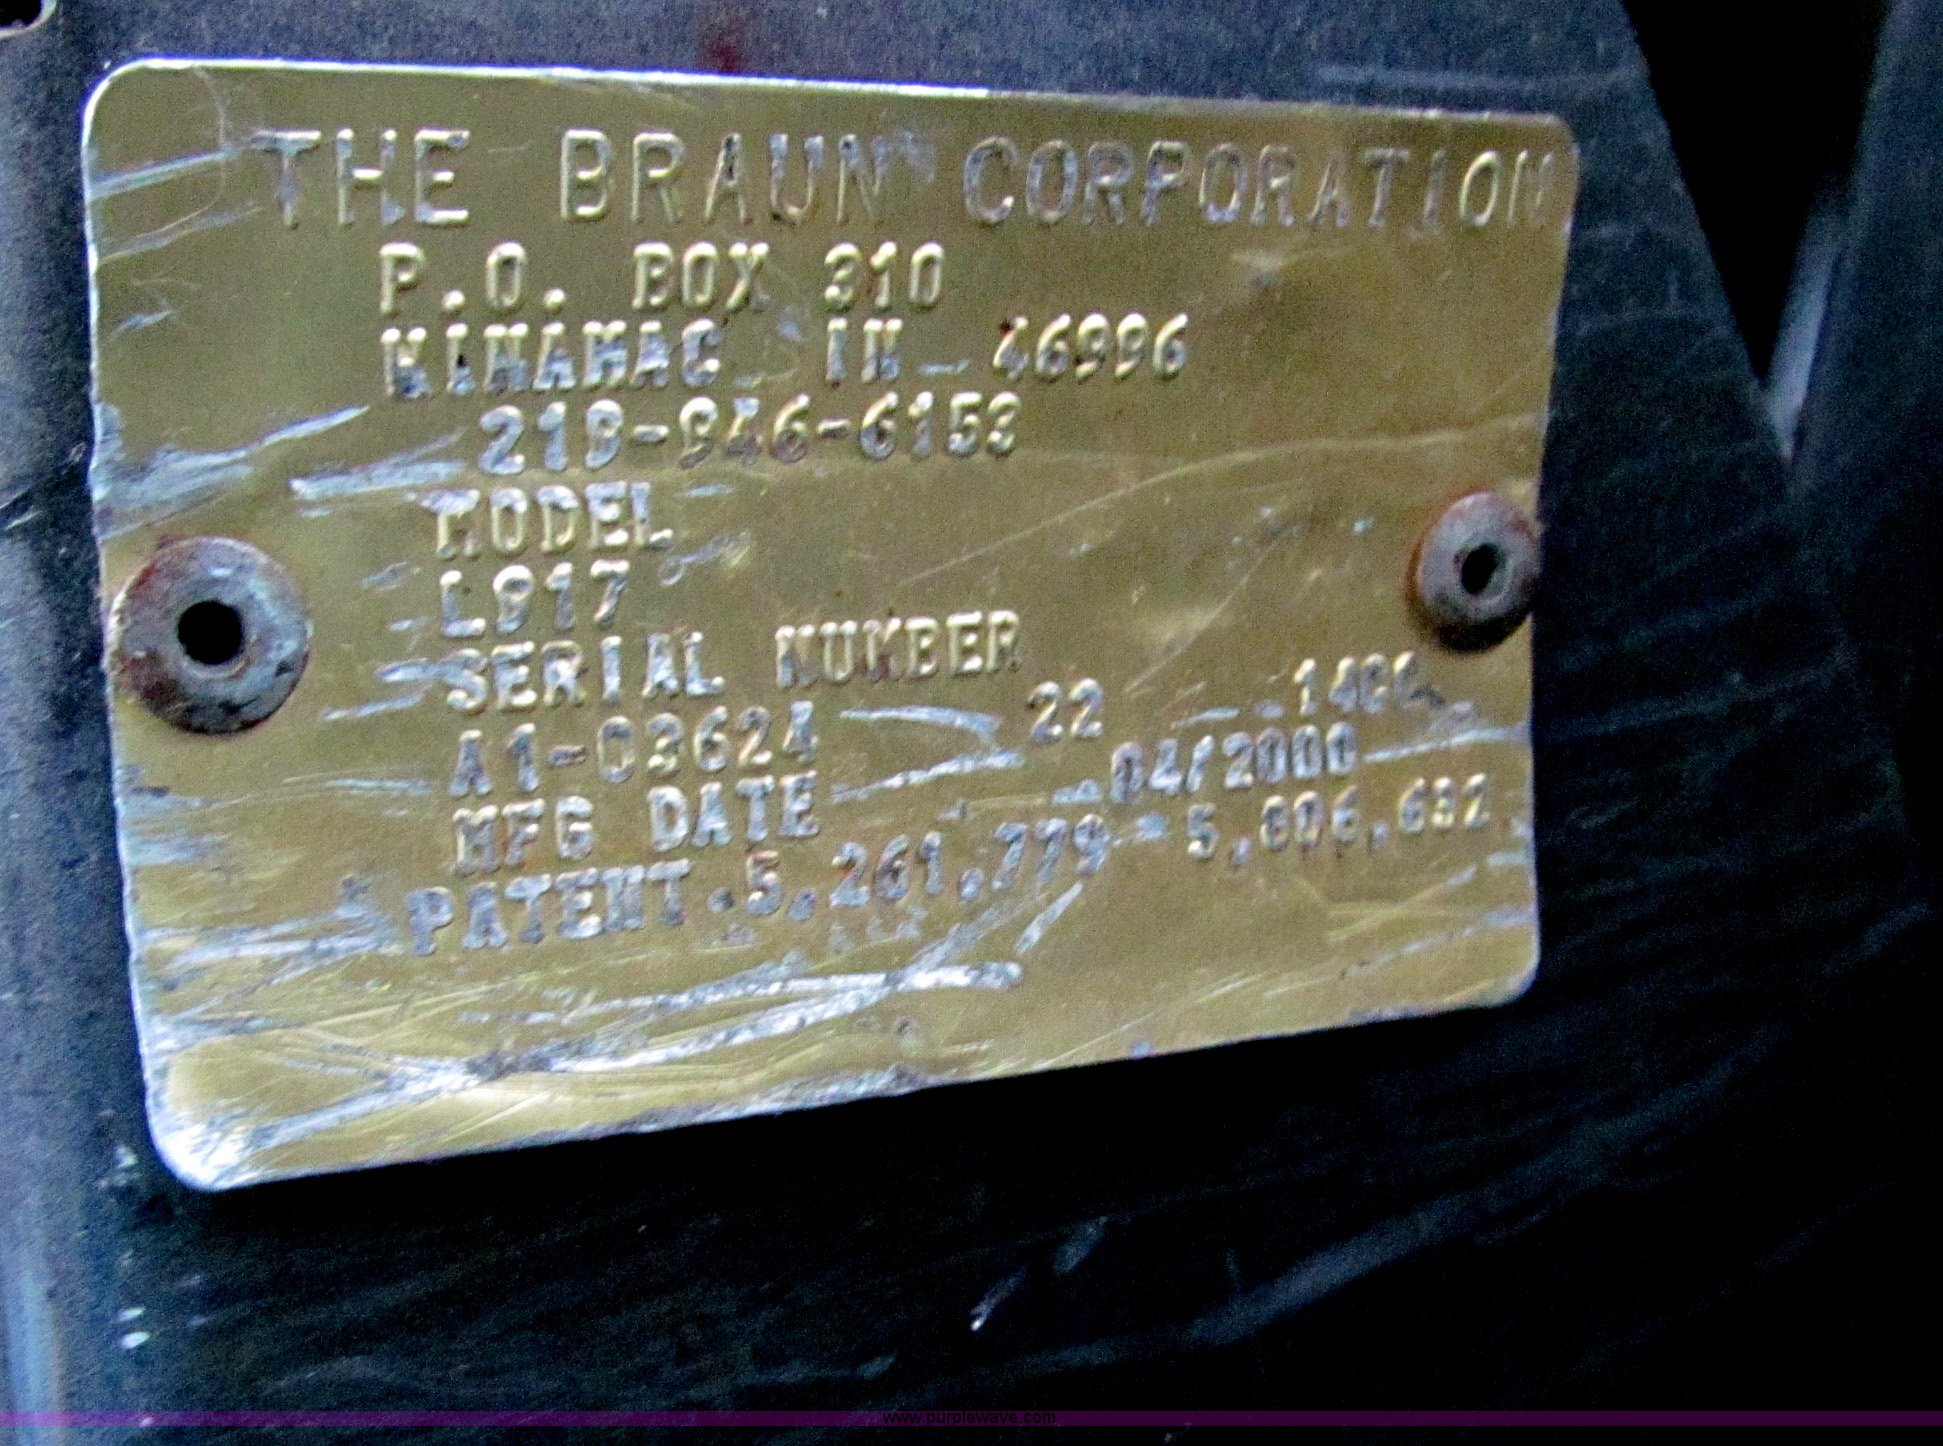 THE BRAUN CORPORATION
P.O. BOX 310
WINAMAC IN 46996
219-946-6153
MODEL
L917
SERIAL NUMBER
A1-03624 22
MFG DATE 04/2000
PATENT.5,261,779 5,806,632
www.purplewave.com